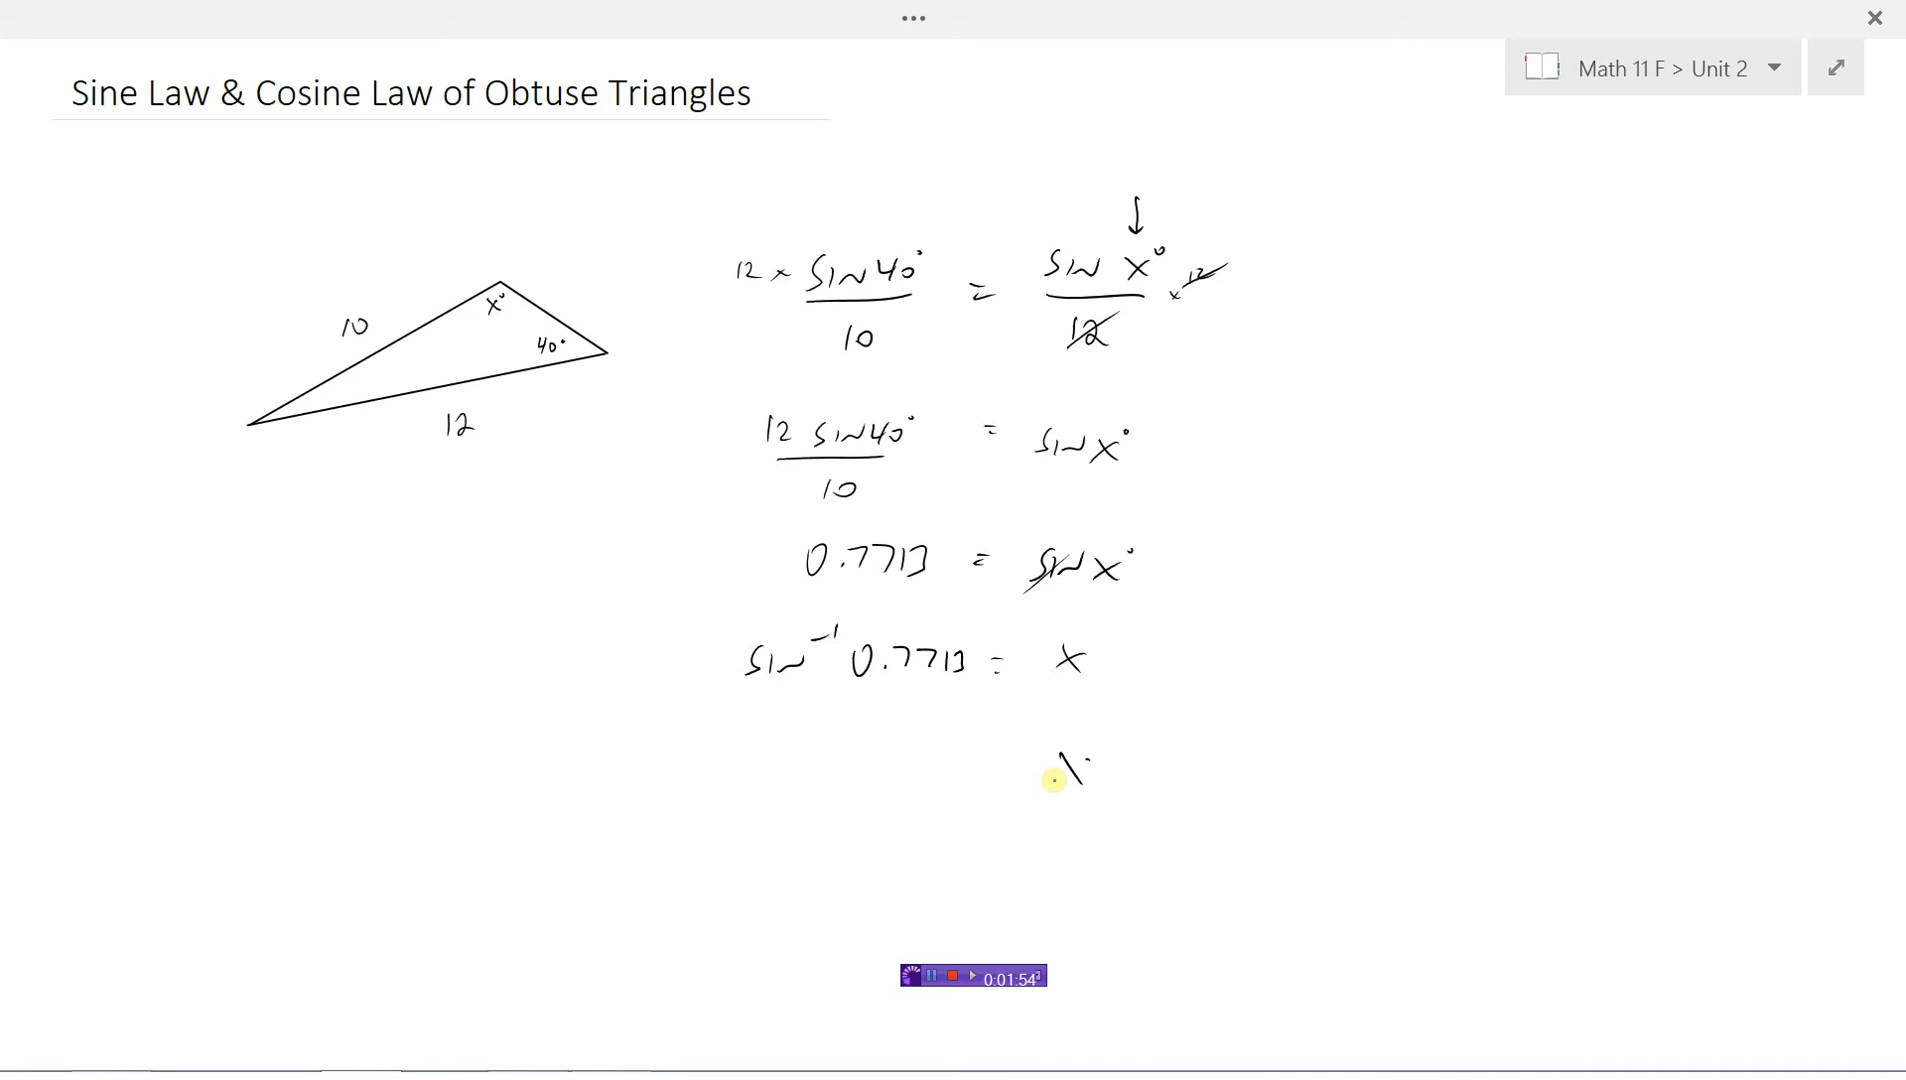 •••
Math 11 F > Unit 2
Sine Law & Cosine Law of Obtuse Triangles
10
x°
40°
12
12 × sin 40° / 10 = sin x° / 12 × 12
12 sin 40° / 10 = sin x°
0.7713 = sin x°
sin⁻¹ 0.7713 = x
0:01:54